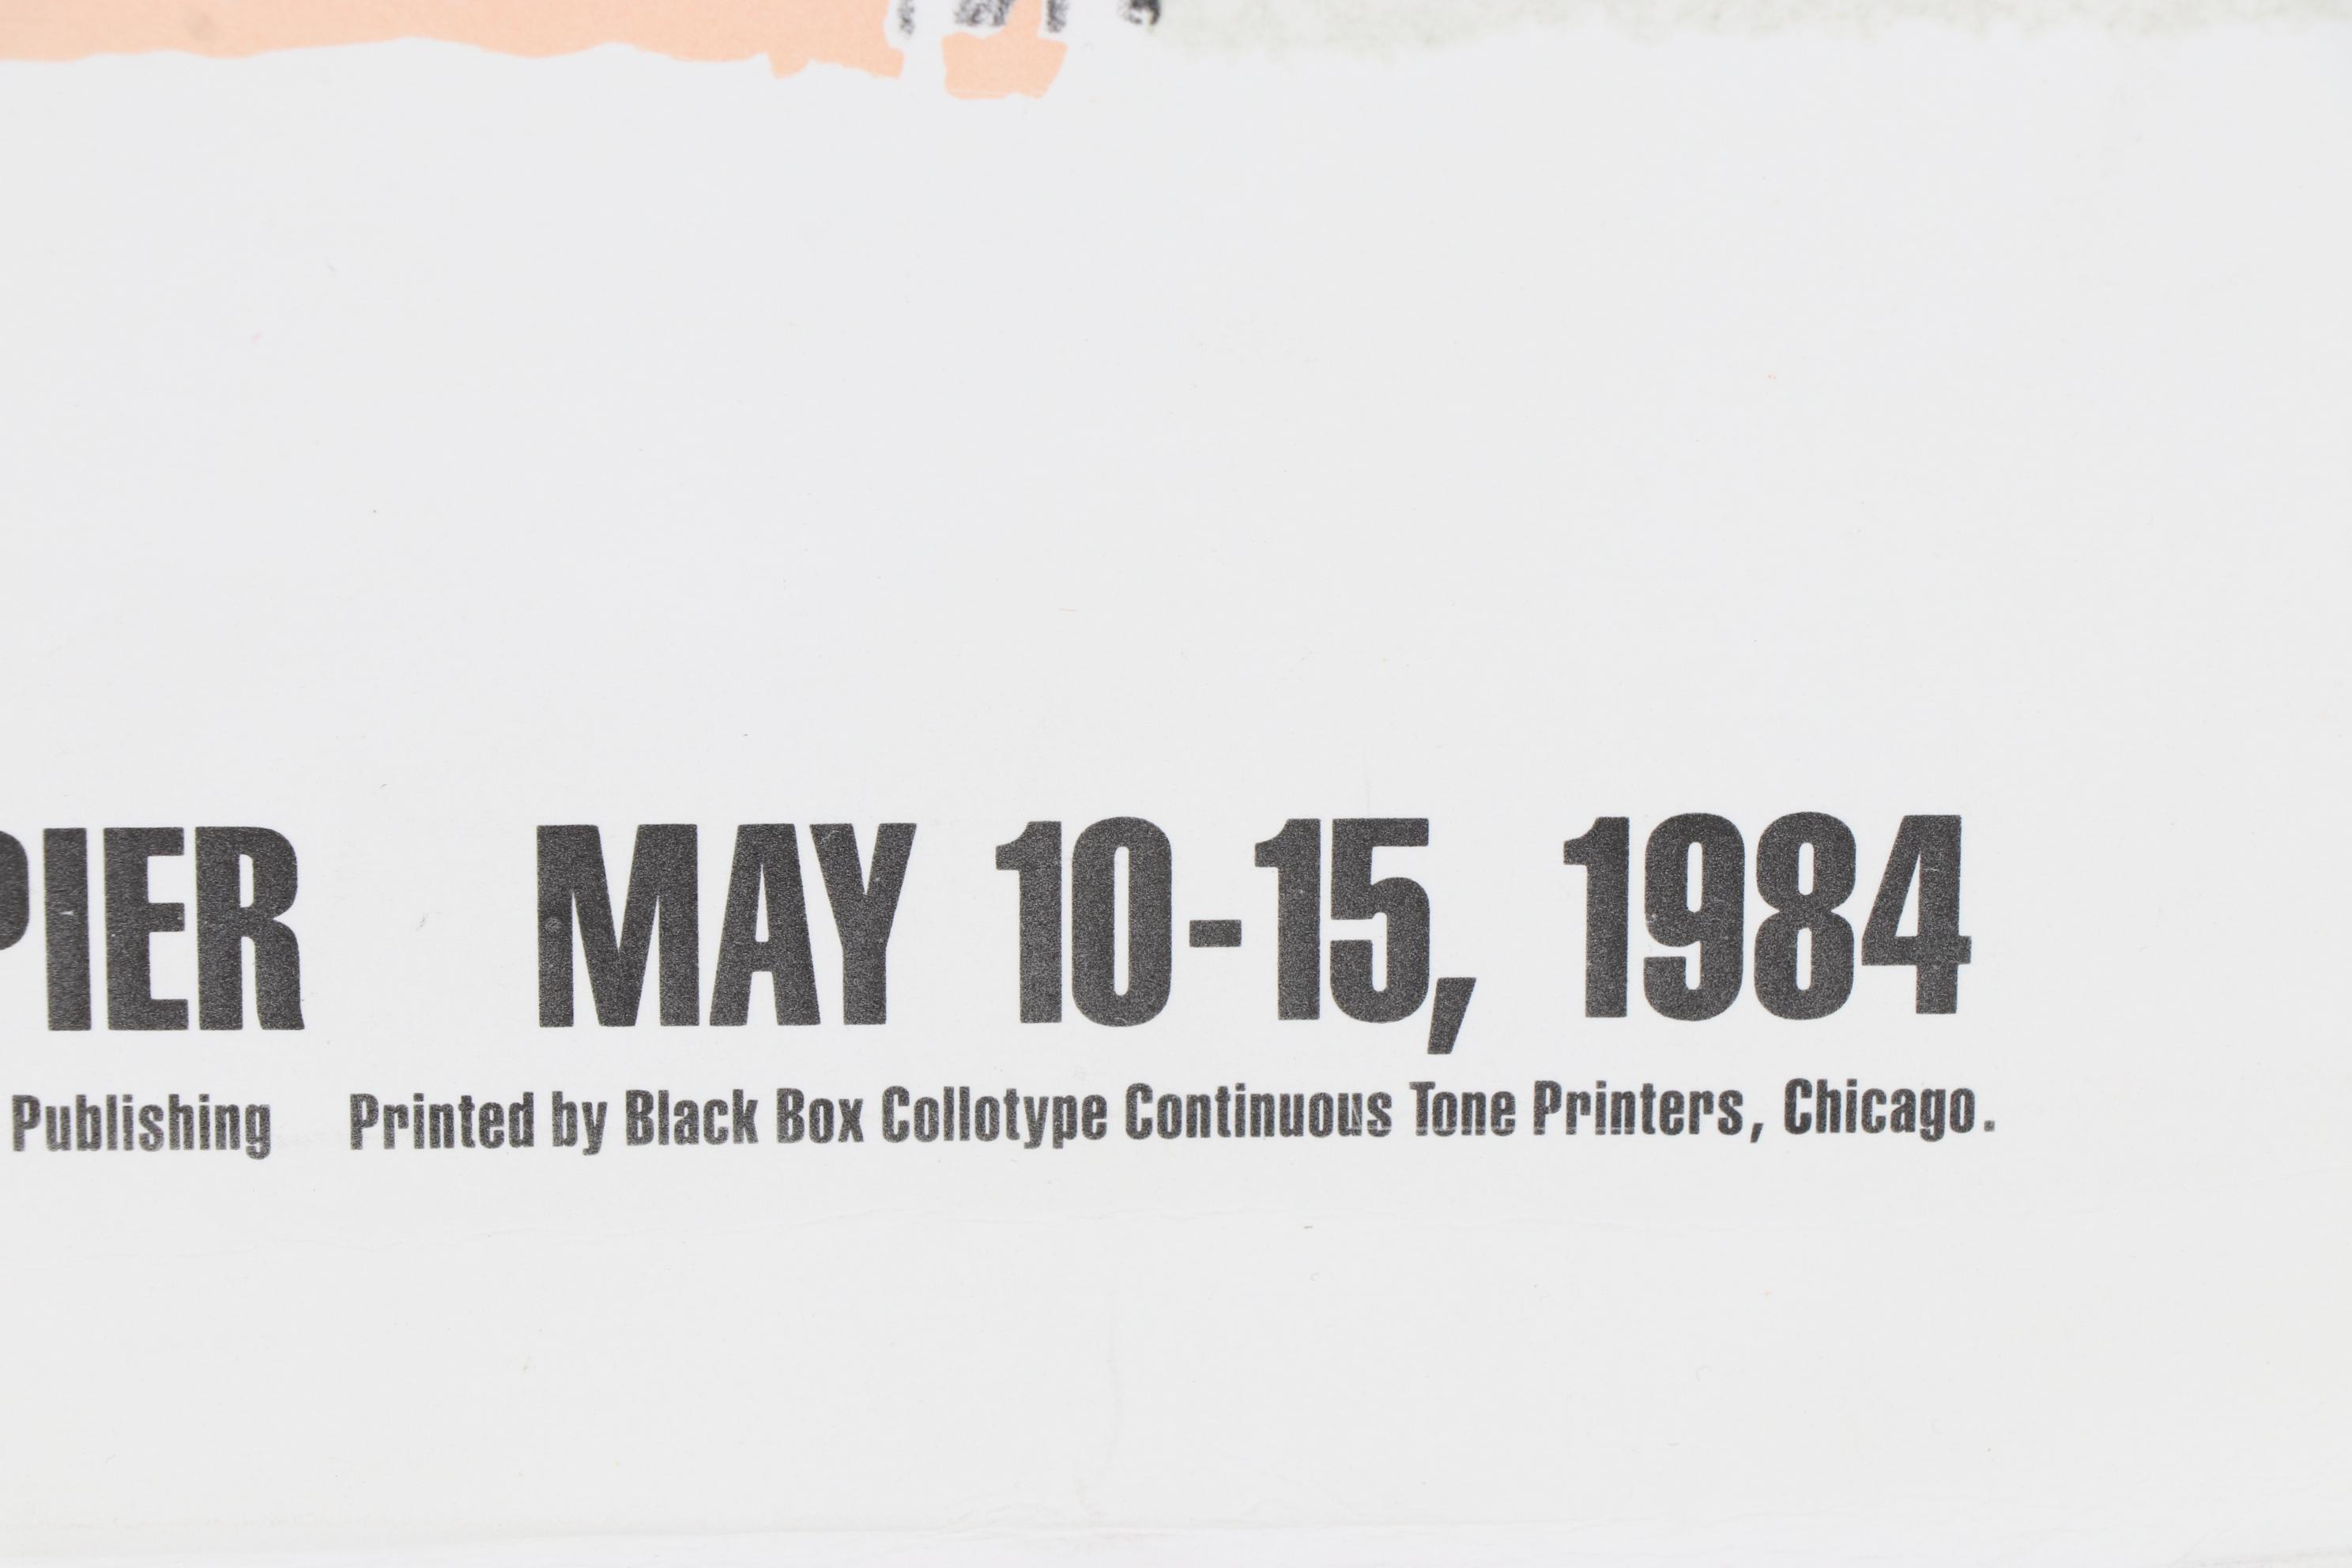 PIER MAY 10-15, 1984
Publishing Printed by Black Box Collotype Continuous Tone Printers, Chicago.